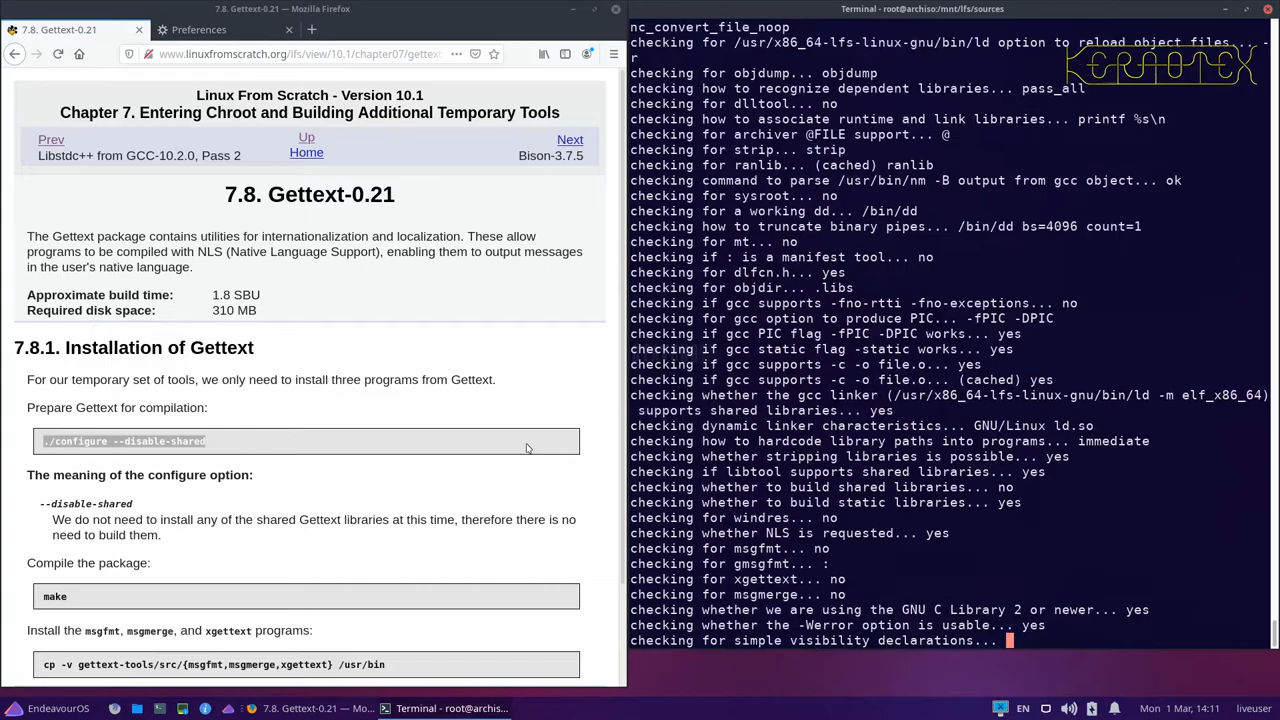 7.8. Gettext-0.21 — Mozilla Firefox
7.8. Gettext-0.21
Preferences
www.linuxfromscratch.org/lfs/view/10.1/chapter07/gettext
Linux From Scratch - Version 10.1
Chapter 7. Entering Chroot and Building Additional Temporary Tools
Prev
Up
Next
Libstdc++ from GCC-10.2.0, Pass 2
Home
Bison-3.7.5
7.8. Gettext-0.21
The Gettext package contains utilities for internationalization and localization. These allow
programs to be compiled with NLS (Native Language Support), enabling them to output messages
in the user's native language.
Approximate build time: 1.8 SBU
Required disk space: 310 MB
7.8.1. Installation of Gettext
For our temporary set of tools, we only need to install three programs from Gettext.
Prepare Gettext for compilation:
./configure --disable-shared
The meaning of the configure option:
--disable-shared
We do not need to install any of the shared Gettext libraries at this time, therefore there is no
need to build them.
Compile the package:
make
Install the msgfmt, msgmerge, and xgettext programs:
cp -v gettext-tools/src/{msgfmt,msgmerge,xgettext} /usr/bin
Terminal - root@archiso:/mnt/lfs/sources
nc_convert_file_noop
checking for /usr/x86_64-lfs-linux-gnu/bin/ld option to reload object files... -
r
checking for objdump... objdump
checking how to recognize dependent libraries... pass_all
checking for dlltool... no
checking how to associate runtime and link libraries... printf %s\n
checking for archiver @FILE support... @
checking for strip... strip
checking for ranlib... (cached) ranlib
checking command to parse /usr/bin/nm -B output from gcc object... ok
checking for sysroot... no
checking for a working dd... /bin/dd
checking how to truncate binary pipes... /bin/dd bs=4096 count=1
checking for mt... no
checking if : is a manifest tool... no
checking for dlfcn.h... yes
checking for objdir... .libs
checking if gcc supports -fno-rtti -fno-exceptions... no
checking for gcc option to produce PIC... -fPIC -DPIC
checking if gcc PIC flag -fPIC -DPIC works... yes
checking if gcc static flag -static works... yes
checking if gcc supports -c -o file.o... yes
checking if gcc supports -c -o file.o... (cached) yes
checking whether the gcc linker (/usr/x86_64-lfs-linux-gnu/bin/ld -m elf_x86_64)
supports shared libraries... yes
checking dynamic linker characteristics... GNU/Linux ld.so
checking how to hardcode library paths into programs... immediate
checking whether stripping libraries is possible... yes
checking if libtool supports shared libraries... yes
checking whether to build shared libraries... no
checking whether to build static libraries... yes
checking for windres... no
checking whether NLS is requested... yes
checking for msgfmt... no
checking for gmsgfmt... :
checking for xgettext... no
checking for msgmerge... no
checking whether we are using the GNU C Library 2 or newer... yes
checking whether the -Werror option is usable... yes
checking for simple visibility declarations...
KERNOTEX
EndeavourOS
7.8. Gettext-0.21 — Mo...
Terminal - root@archis...
EN
Mon 1 Mar, 14:11
liveuser